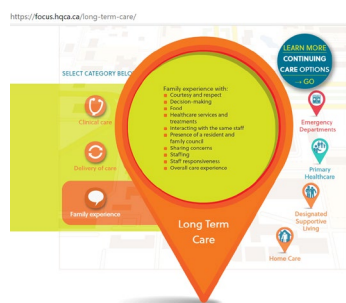 https://focus.hqca.ca/long-term-care/
LEARN MORE
CONTINUING
CARE OPTIONS
→ GO
SELECT CATEGORY BELO
Clinical care
Delivery of care
Family experience
Family experience with:
Courtesy and respect
Decision-making
Food
Healthcare services and
treatments
Interacting with the same staff
Presence of a resident and
family council
Sharing concerns
Staffing
Staff responsiveness
Overall care experience
Long Term
Care
Emergency
Departments
Primary
Healthcare
Designated
Supportive
Living
Home Care